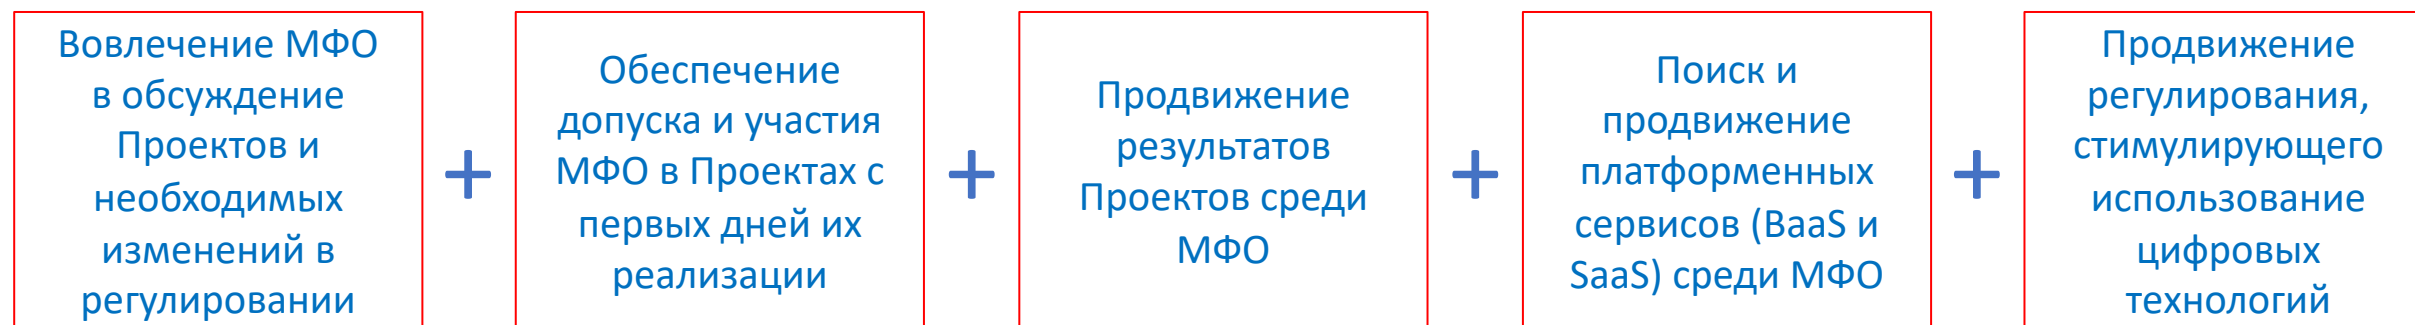 Вовлечение МФО
в обсуждение
Проектов и
необходимых
изменений в
регулировании
+
Обеспечение
допуска и участия
МФО в Проектах с
первых дней их
реализации
+
Продвижение
результатов
Проектов среди
МФО
+
Поиск и
продвижение
платформенных
сервисов (BaaS и
SaaS) среди МФО
+
Продвижение
регулирования,
стимулирующего
использование
цифровых
технологий